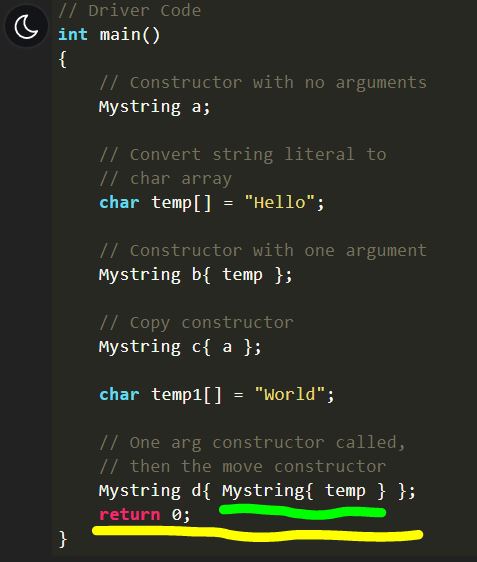 // Driver Code
int main()
{
// Constructor with no arguments
Mystring a;
// Convert string literal to
// char array
char temp[] = "Hello";
// Constructor with one argument
Mystring b{ temp };
// Copy constructor
Mystring c{ a };
char temp1[] = "World";
// One arg constructor called,
// then the move constructor
Mystring d{ Mystring{ temp } };
return 0;
}